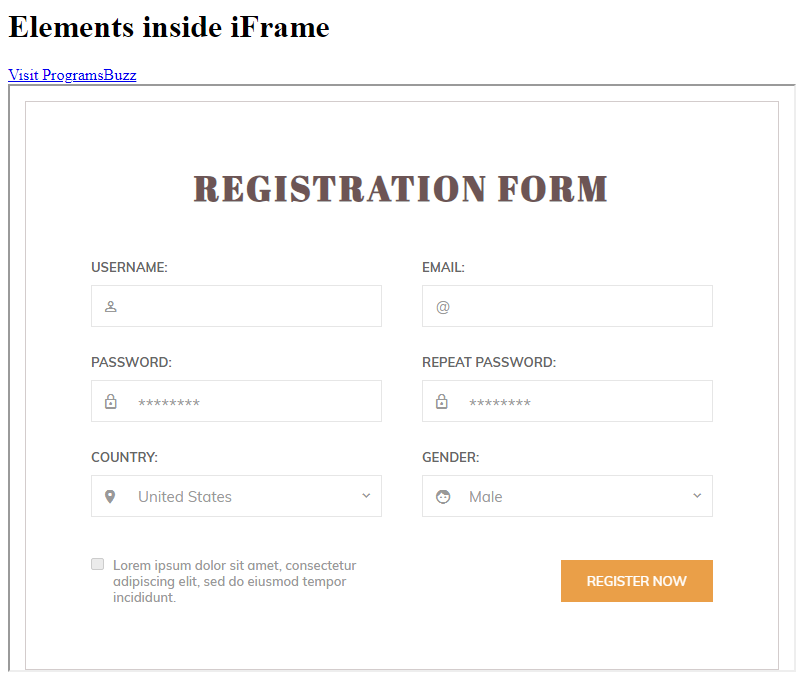 Elements inside iFrame
Visit ProgramsBuzz
REGISTRATION FORM
USERNAME: EMAIL:
@
PASSWORD: REPEAT PASSWORD:
******** ********
COUNTRY: GENDER:
United States Male
Lorem ipsum dolor sit amet, consectetur
adipiscing elit, sed do eiusmod tempor
incididunt.
REGISTER NOW